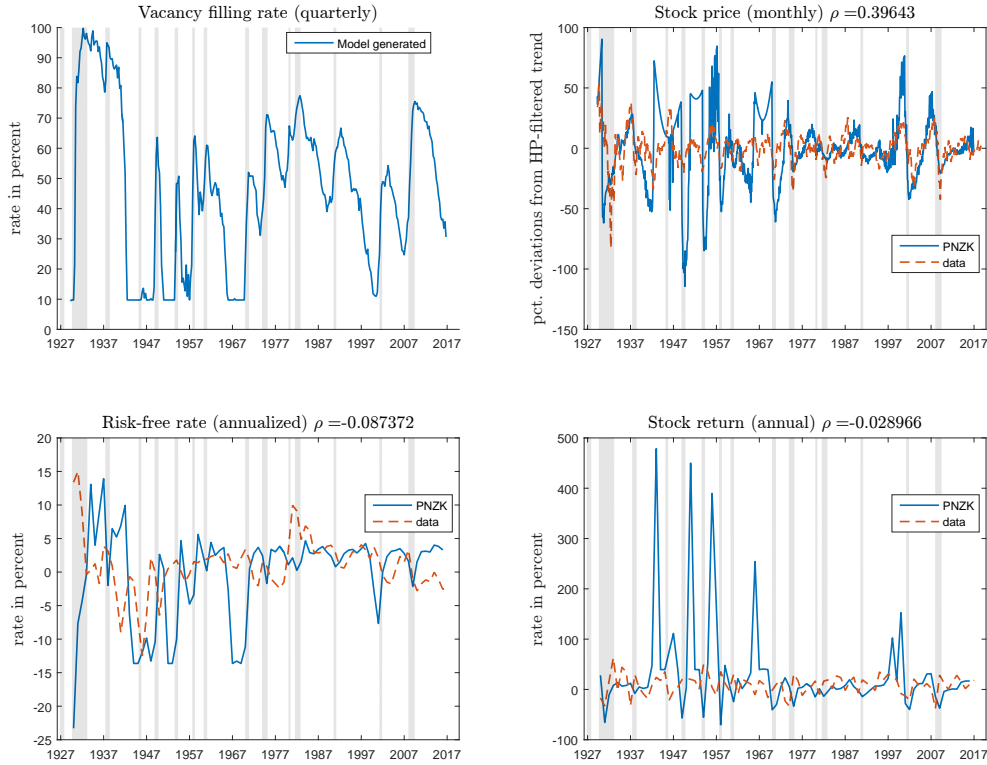 Vacancy filling rate (quarterly)
rate in percent
100
90
80
70
60
50
40
30
20
10
0
1927 1937 1947 1957 1967 1977 1987 1997 2007 2017
Model generated
Stock price (monthly) ρ =0.39643
pct. deviations from HP-filtered trend
100
50
0
-50
-100
-150
1927 1937 1947 1957 1967 1977 1987 1997 2007 2017
PNZK
data
Risk-free rate (annualized) ρ =-0.087372
rate in percent
20
15
10
5
0
-5
-10
-15
-20
-25
1927 1937 1947 1957 1967 1977 1987 1997 2007 2017
PNZK
data
Stock return (annual) ρ =-0.028966
rate in percent
500
400
300
200
100
0
-100
1927 1937 1947 1957 1967 1977 1987 1997 2007 2017
PNZK
data